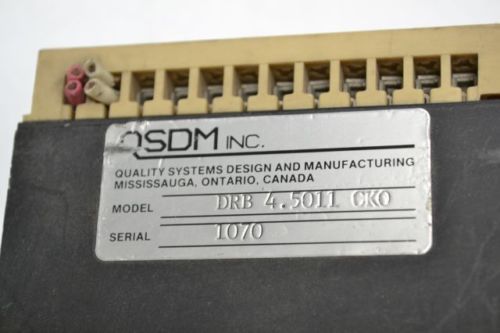 QSDM INC.
QUALITY SYSTEMS DESIGN AND MANUFACTURING
MISSISSAUGA, ONTARIO, CANADA
MODEL DRB 4.5011 CKO
SERIAL 1070